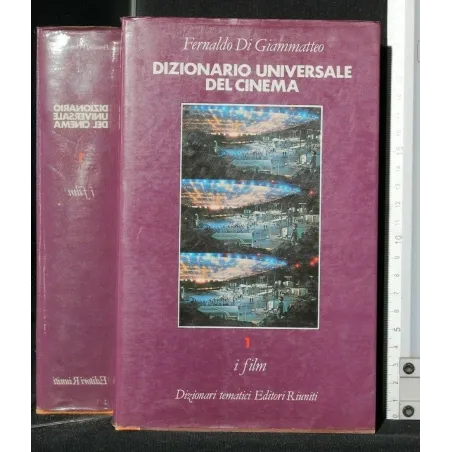 Fernaldo Di Giammatteo
DIZIONARIO UNIVERSALE
DEL CINEMA
1
i film
Dizionari tematici Editori Riuniti
DIZIONARIO
UNIVERSALE
DEL CINEMA
1
i film
Editori Riuniti